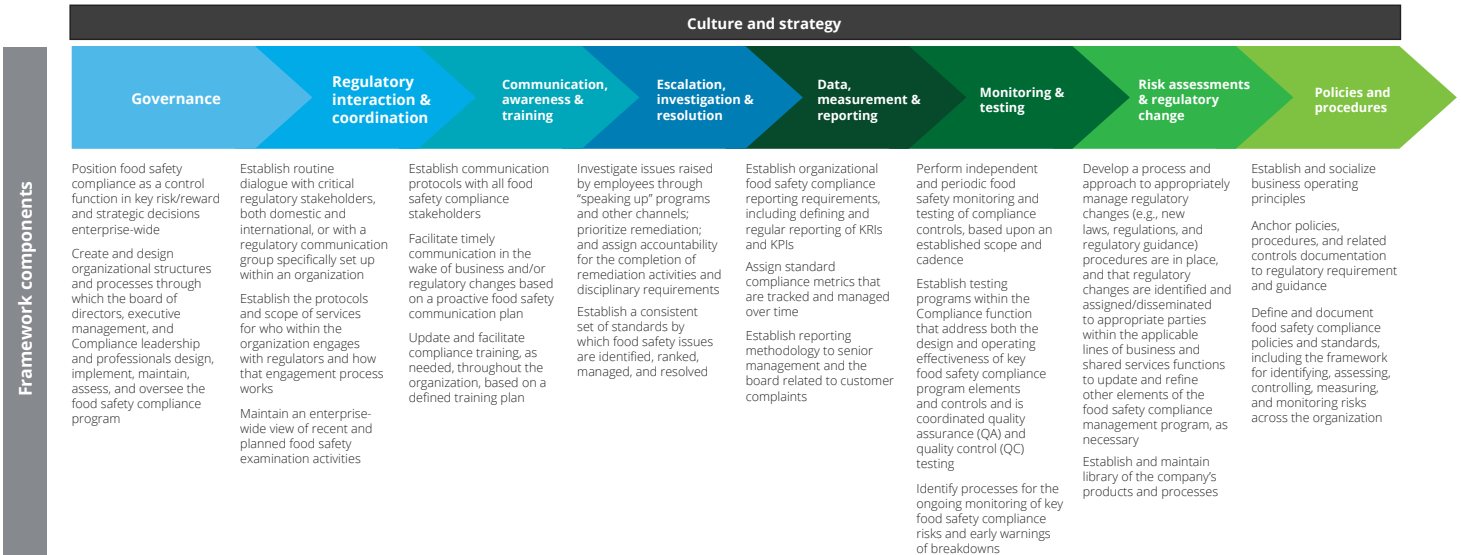 Culture and strategy
Framework components
Governance
Regulatory
interaction &
coordination
Communication,
awareness &
training
Escalation,
investigation &
resolution
Data,
measurement &
reporting
Monitoring &
testing
Risk assessments
& regulatory
change
Policies and
procedures
Position food safety
compliance as a control
function in key risk/reward
and strategic decisions
enterprise-wide
Create and design
organizational structures
and processes through
which the board of
directors, executive
management, and
Compliance leadership
and professionals design,
implement, maintain,
assess, and oversee the
food safety compliance
program
Establish routine
dialogue with critical
regulatory stakeholders,
both domestic and
international, or with a
regulatory communication
group specifically set up
within an organization
Establish the protocols
and scope of services
for who within the
organization engages
with regulators and how
that engagement process
works
Maintain an enterprise-
wide view of recent and
planned food safety
examination activities
Establish communication
protocols with all food
safety compliance
stakeholders
Facilitate timely
communication in the
wake of business and/or
regulatory changes based
on a proactive food safety
communication plan
Update and facilitate
compliance training, as
needed, throughout the
organization, based on a
defined training plan
Investigate issues raised
by employees through
“speaking up” programs
and other channels;
prioritize remediation;
and assign accountability
for the completion of
remediation activities and
disciplinary requirements
Establish a consistent
set of standards by
which food safety issues
are identified, ranked,
managed, and resolved
Establish organizational
food safety compliance
reporting requirements,
including defining and
regular reporting of KRIs
and KPIs
Assign standard
compliance metrics that
are tracked and managed
over time
Establish reporting
methodology to senior
management and the
board related to customer
complaints
Perform independent
and periodic food
safety monitoring and
testing of compliance
controls, based upon an
established scope and
cadence
Establish testing
programs within the
Compliance function
that address both the
design and operating
effectiveness of key
food safety compliance
program elements
and controls and is
coordinated quality
assurance (QA) and
quality control (QC)
testing
Identify processes for the
ongoing monitoring of key
food safety compliance
risks and early warnings
of breakdowns
Develop a process and
approach to appropriately
manage regulatory
changes (e.g., new
laws, regulations, and
regulatory guidance)
procedures are in place,
and that regulatory
changes are identified and
assigned/disseminated
to appropriate parties
within the applicable
lines of business and
shared services functions
to update and refine
other elements of the
food safety compliance
management program, as
necessary
Establish and maintain
library of the company’s
products and processes
Establish and socialize
business operating
principles
Anchor policies,
procedures, and related
controls documentation
to regulatory requirement
and guidance
Define and document
food safety compliance
policies and standards,
including the framework
for identifying, assessing,
controlling, measuring,
and monitoring risks
across the organization